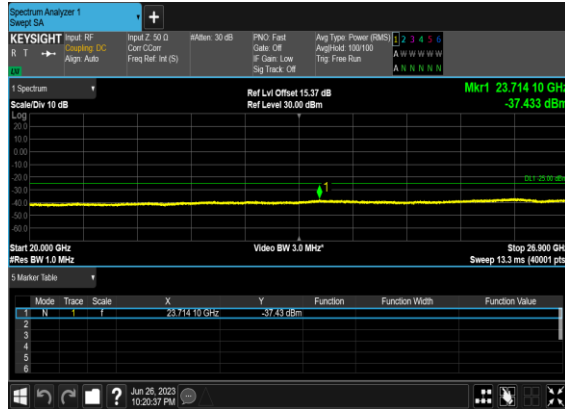 Spectrum Analyzer 1
Swept SA
+
KEYSIGHT Input: RF Input Z: 50 Ω #Atten: 30 dB PNO: Fast Avg Type: Power (RMS) 1 2 3 4 5 6
R T Coupling: DC Corr CCorr Gate: Off Avg|Hold: 100/100 A W W W W W
Align: Auto Freq Ref: Int (S) IF Gain: Low Trig: Free Run
Sig Track: Off A N N N N N
1 Spectrum Ref Lvl Offset 15.37 dB Mkr1 23.714 10 GHz
Scale/Div 10 dB Ref Level 30.00 dBm -37.433 dBm
Log
20.0
10.0
0.00
-10.0
-20.0
DL1 -25.00 dBm
-30.0
1
-40.0
-50.0
-60.0
Start 20.000 GHz Video BW 3.0 MHz* Stop 26.900 GHz
#Res BW 1.0 MHz Sweep 13.3 ms (40001 pts)
5 Marker Table
Mode Trace Scale X Y Function Function Width Function Value
1 N 1 f 23.714 10 GHz -37.43 dBm
2
3
4
5
6
? Jun 26, 2023
10:20:37 PM